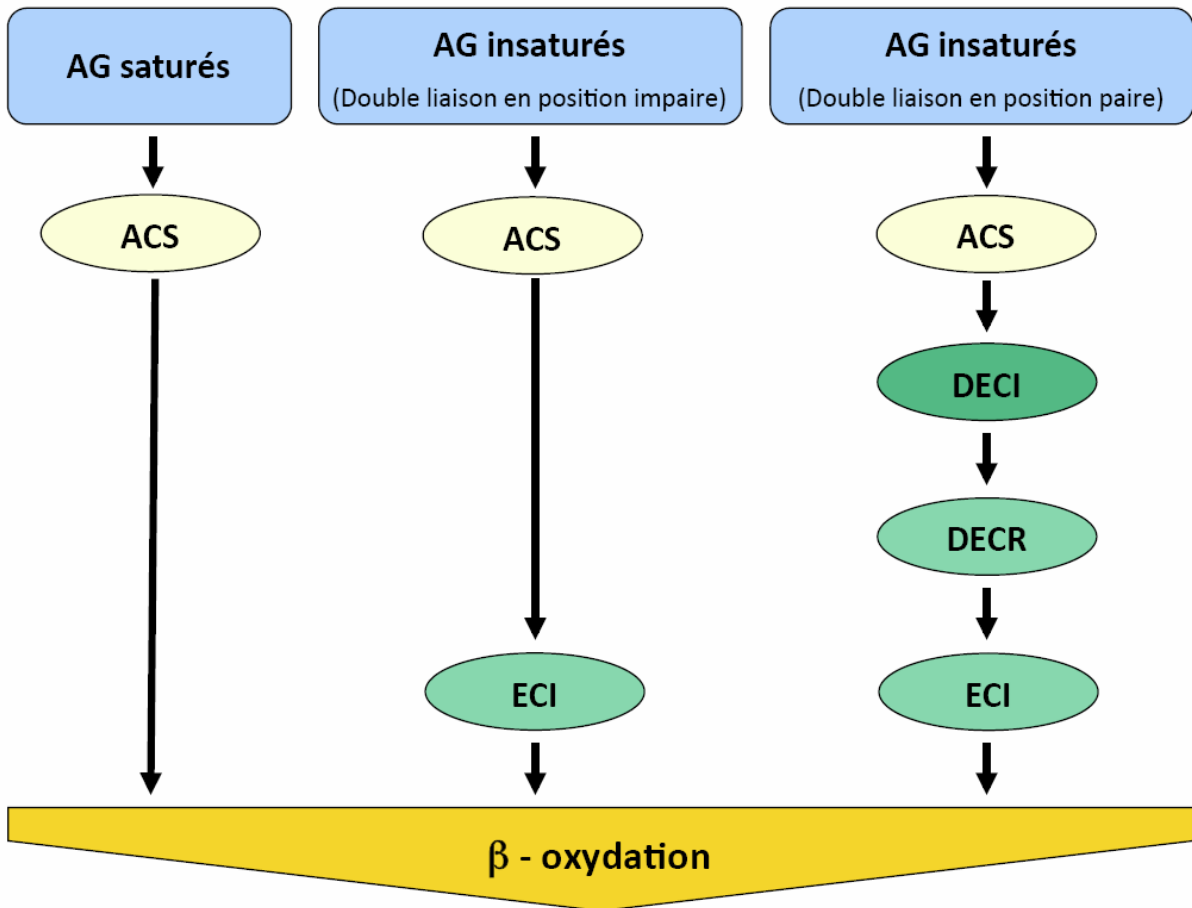 AG saturés
AG insaturés
(Double liaison en position impaire)
AG insaturés
(Double liaison en position paire)
ACS
ACS
ACS
DECI
DECR
ECI
ECI
β - oxydation